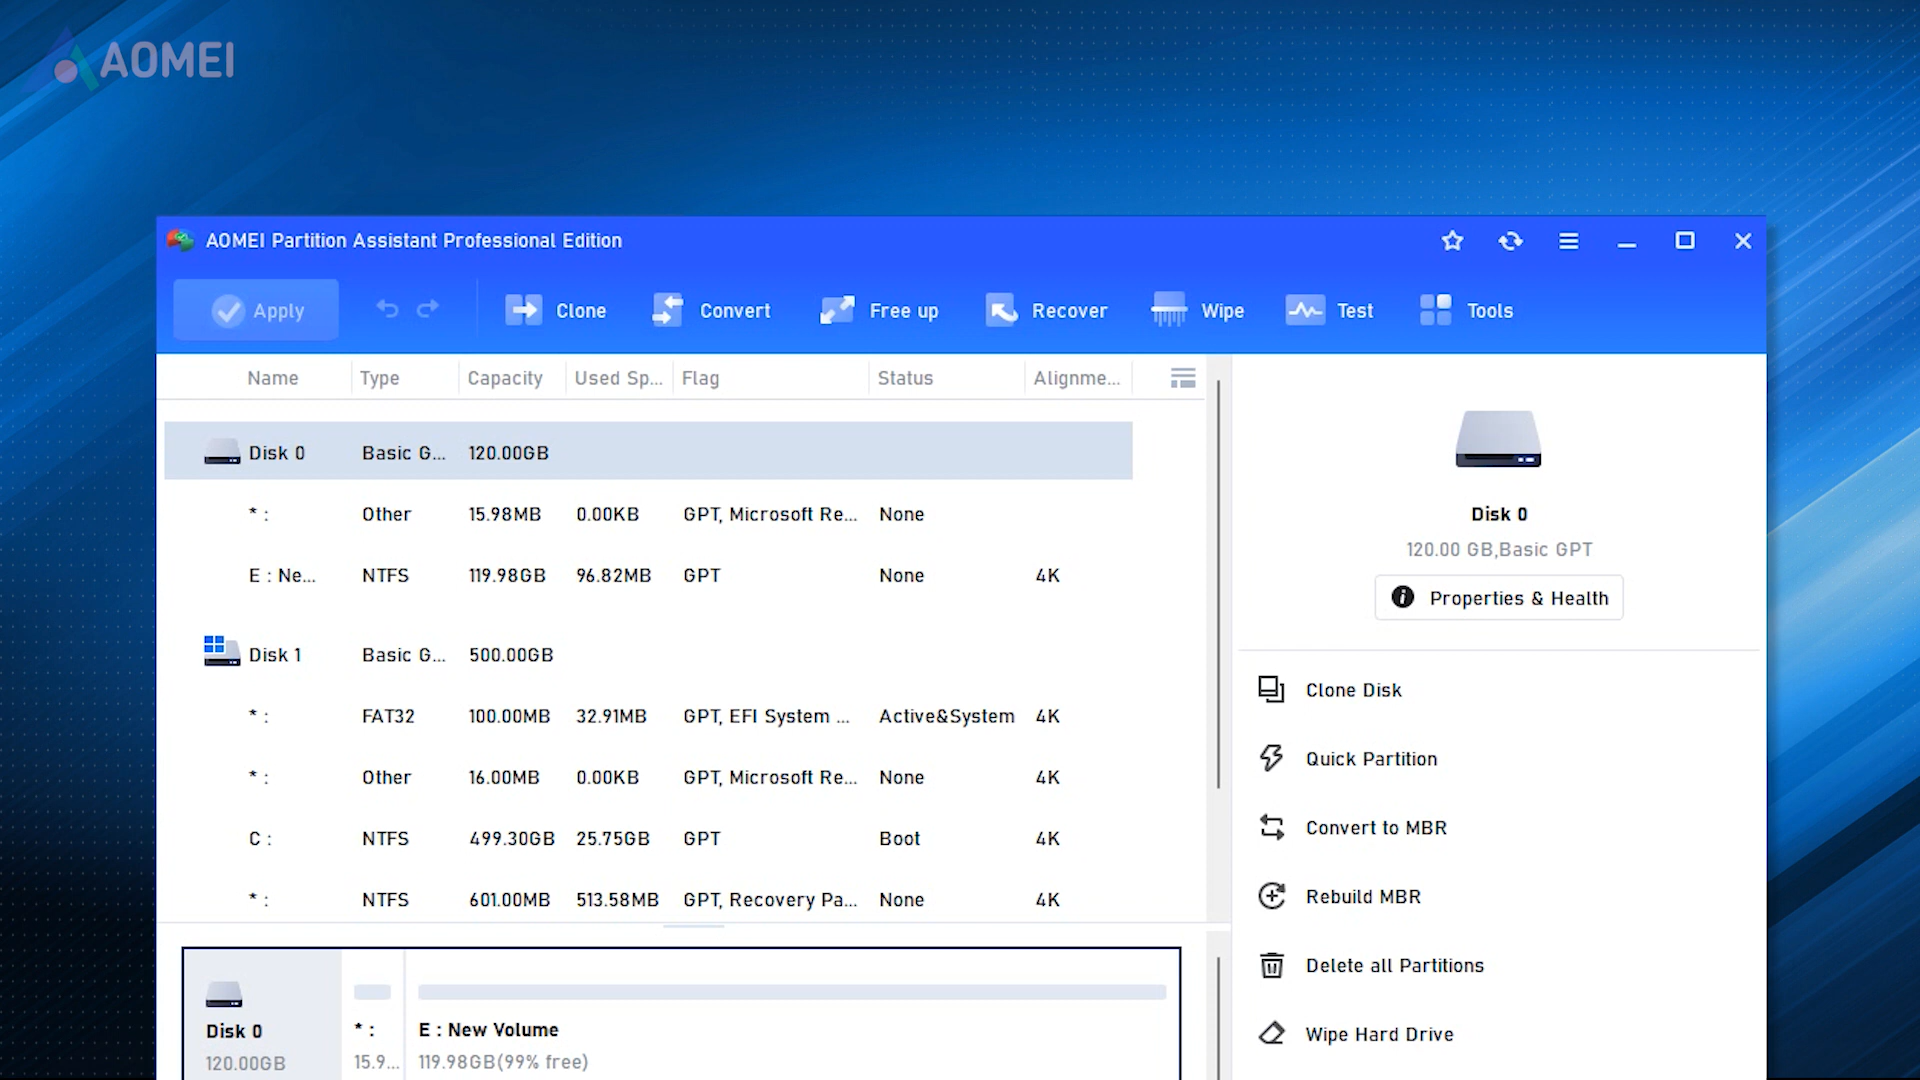 AOMEI
AOMEI Partition Assistant Professional Edition
Apply Clone Convert Free up Recover Wipe Test Tools
Name Type Capacity Used Sp... Flag Status Alignme...
Disk 0 Basic G... 120.00GB
* : Other 15.98MB 0.00KB GPT, Microsoft Re... None
E : Ne... NTFS 119.98GB 96.82MB GPT None 4K
Disk 1 Basic G... 500.00GB
* : FAT32 100.00MB 32.91MB GPT, EFI System ... Active&System 4K
* : Other 16.00MB 0.00KB GPT, Microsoft Re... None 4K
C : NTFS 499.30GB 25.75GB GPT Boot 4K
* : NTFS 601.00MB 513.58MB GPT, Recovery Pa... None 4K
Disk 0 * : E : New Volume
120.00GB 15.9... 119.98GB(99% free)
Disk 0
120.00 GB,Basic GPT
Properties & Health
Clone Disk
Quick Partition
Convert to MBR
Rebuild MBR
Delete all Partitions
Wipe Hard Drive